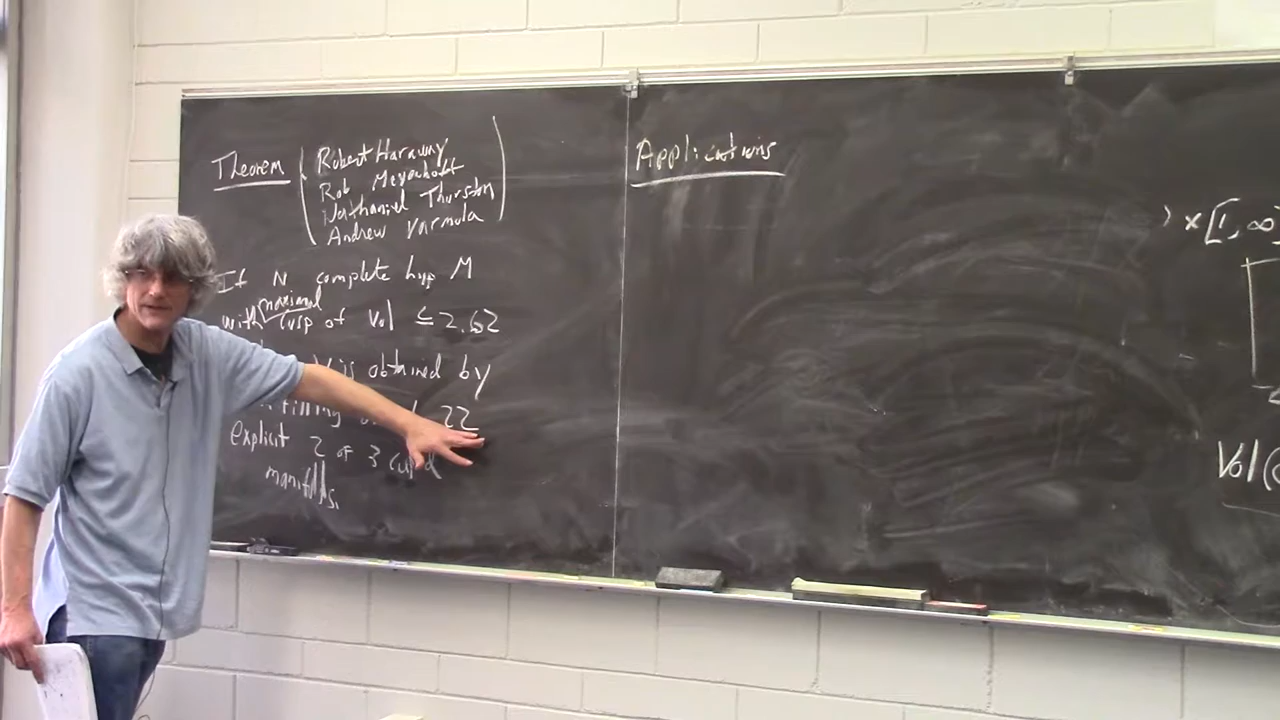 Theorem ( Robert Haraway
Rob Meyerhoff
Nathaniel Thurston
Andrew Yarmola )
If N complete hyp M
with maximal cusp of Vol ≤ 2.62
is obtained by
filling 22
explicit 2 or 3 cusped
manifolds.
Applications
) × [1, ∞
Vol(